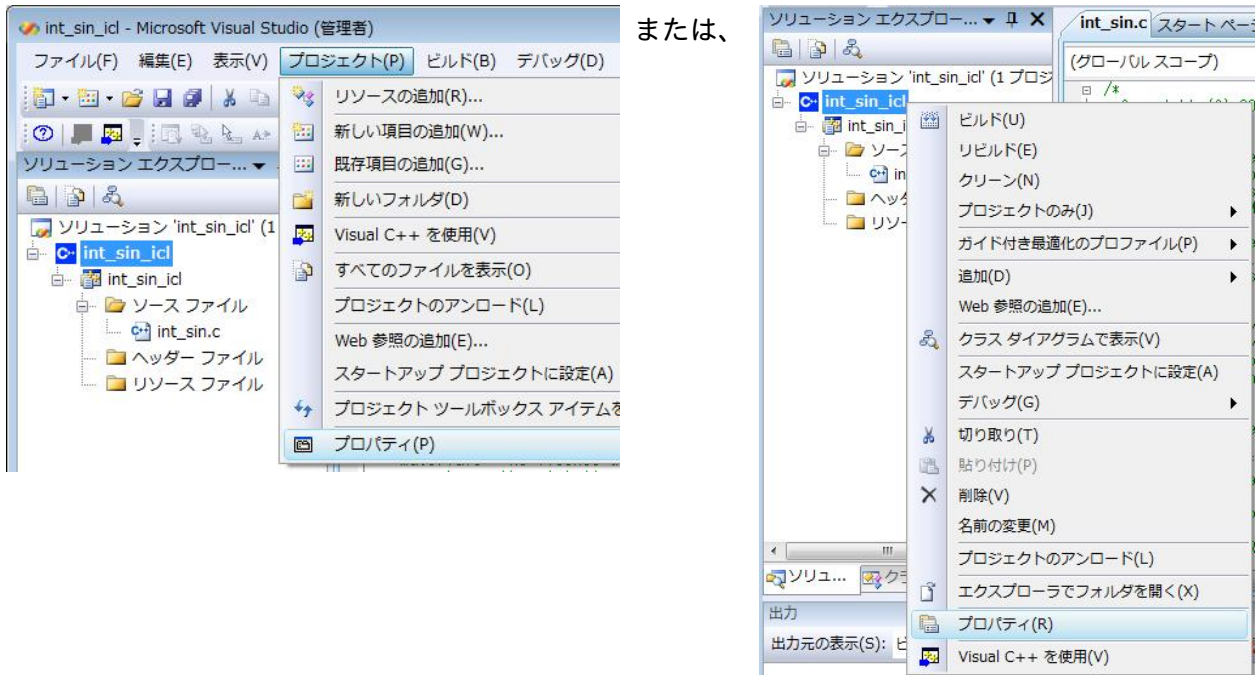 int_sin_icl - Microsoft Visual Studio (管理者)
ファイル(F) 編集(E) 表示(V) プロジェクト(P) ビルド(B) デバッグ(D)
ソリューション エクスプロー...
ソリューション 'int_sin_icl' (1
int_sin_icl
int_sin_icl
ソース ファイル
int_sin.c
ヘッダー ファイル
リソース ファイル
リソースの追加(R)...
新しい項目の追加(W)...
既存項目の追加(G)...
新しいフォルダ(D)
Visual C++ を使用(V)
すべてのファイルを表示(O)
プロジェクトのアンロード(L)
Web 参照の追加(E)...
スタートアップ プロジェクトに設定(A)
プロジェクト ツールボックス アイテムを
プロパティ(P)
または、
ソリューション エクスプロー...
int_sin.c スタート ページ
(グローバル スコープ)
/*
ソリューション 'int_sin_icl' (1 プロジ
int_sin_icl
int_sin_i
ソー
in
ヘッ
リソー
ビルド(U)
リビルド(E)
クリーン(N)
プロジェクトのみ(J)
ガイド付き最適化のプロファイル(P)
追加(D)
Web 参照の追加(E)...
クラス ダイアグラムで表示(V)
スタートアップ プロジェクトに設定(A)
デバッグ(G)
切り取り(T)
貼り付け(P)
削除(V)
名前の変更(M)
プロジェクトのアンロード(L)
エクスプローラでフォルダを開く(X)
プロパティ(R)
Visual C++ を使用(V)
ソリュ... クラ
出力
出力元の表示(S): ビ